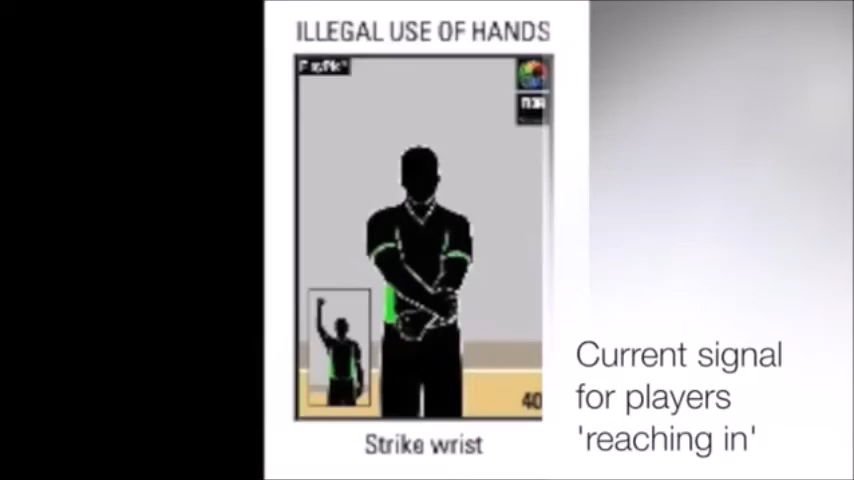 ILLEGAL USE OF HANDS
40
Strike wrist
Current signal
for players
'reaching in'